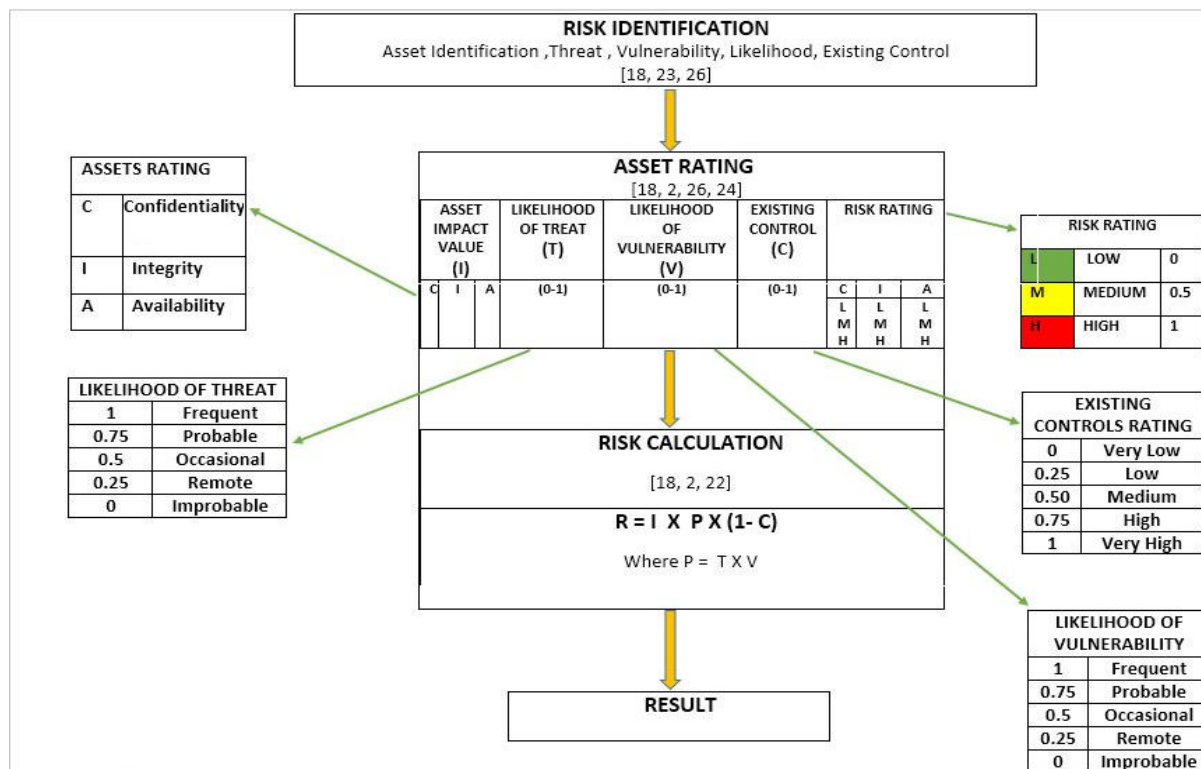 RISK IDENTIFICATION
Asset Identification ,Threat , Vulnerability, Likelihood, Existing Control
[18, 23, 26]
ASSETS RATING
C Confidentiality
I Integrity
A Availability
ASSET RATING
[18, 2, 26, 24]
ASSET
IMPACT
VALUE
(I)
LIKELIHOOD
OF TREAT
(T)
LIKELIHOOD
OF
VULNERABILITY
(V)
EXISTING
CONTROL
(C)
RISK RATING
C I A (0-1) (0-1) (0-1) C I A
L L L
M M M
H H H
RISK RATING
L LOW 0
M MEDIUM 0.5
H HIGH 1
LIKELIHOOD OF THREAT
1 Frequent
0.75 Probable
0.5 Occasional
0.25 Remote
0 Improbable
RISK CALCULATION
[18, 2, 22]
R = I X P X (1- C)
Where P = T X V
EXISTING
CONTROLS RATING
0 Very Low
0.25 Low
0.50 Medium
0.75 High
1 Very High
LIKELIHOOD OF
VULNERABILITY
1 Frequent
0.75 Probable
0.5 Occasional
0.25 Remote
0 Improbable
RESULT